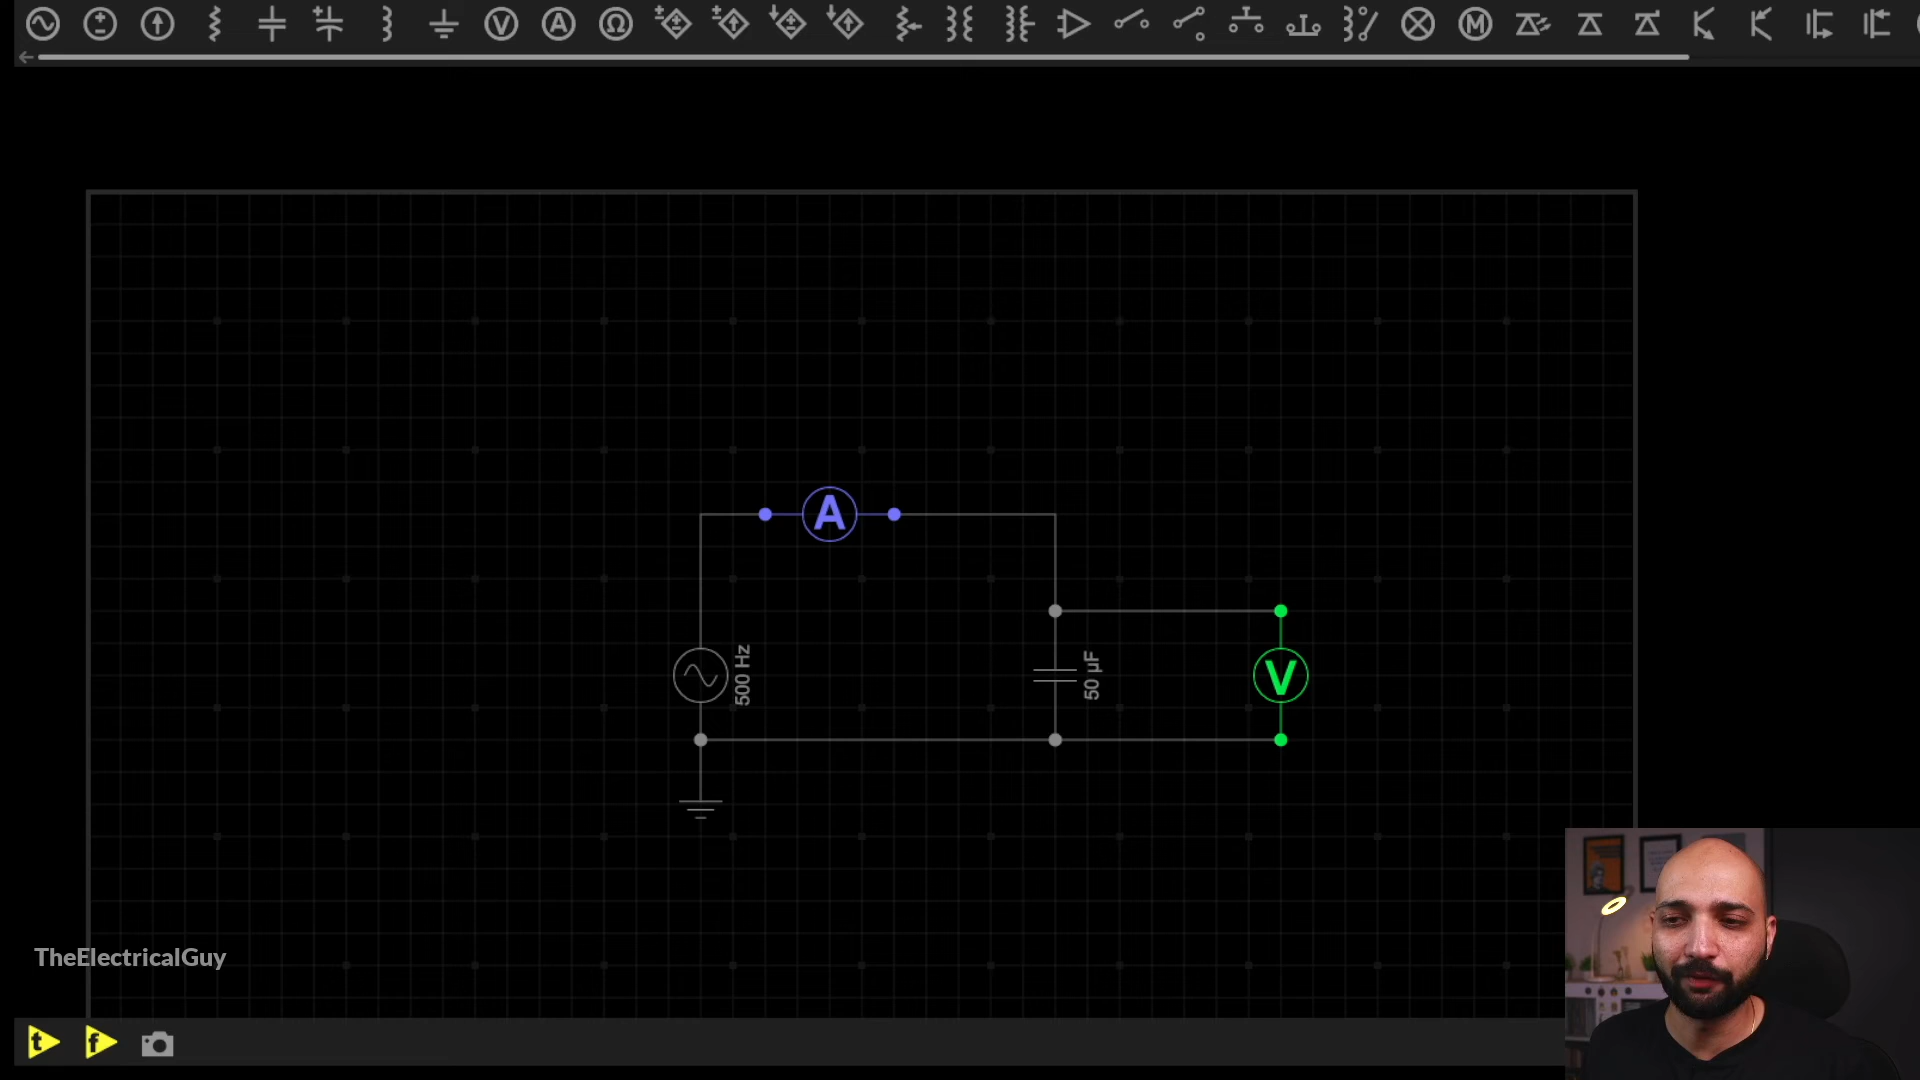 V A Ω M
A
500 Hz
50 µF
V
TheElectricalGuy
t f